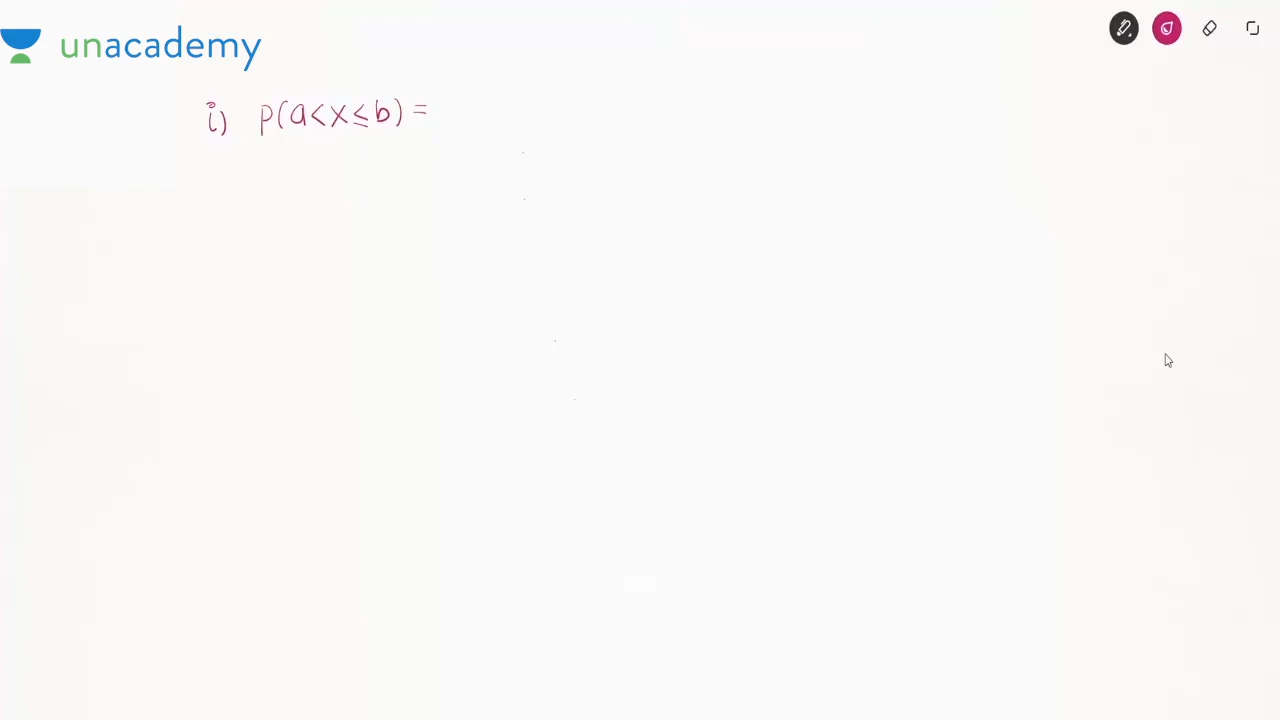 unacademy
i) P(a<x≤b) =